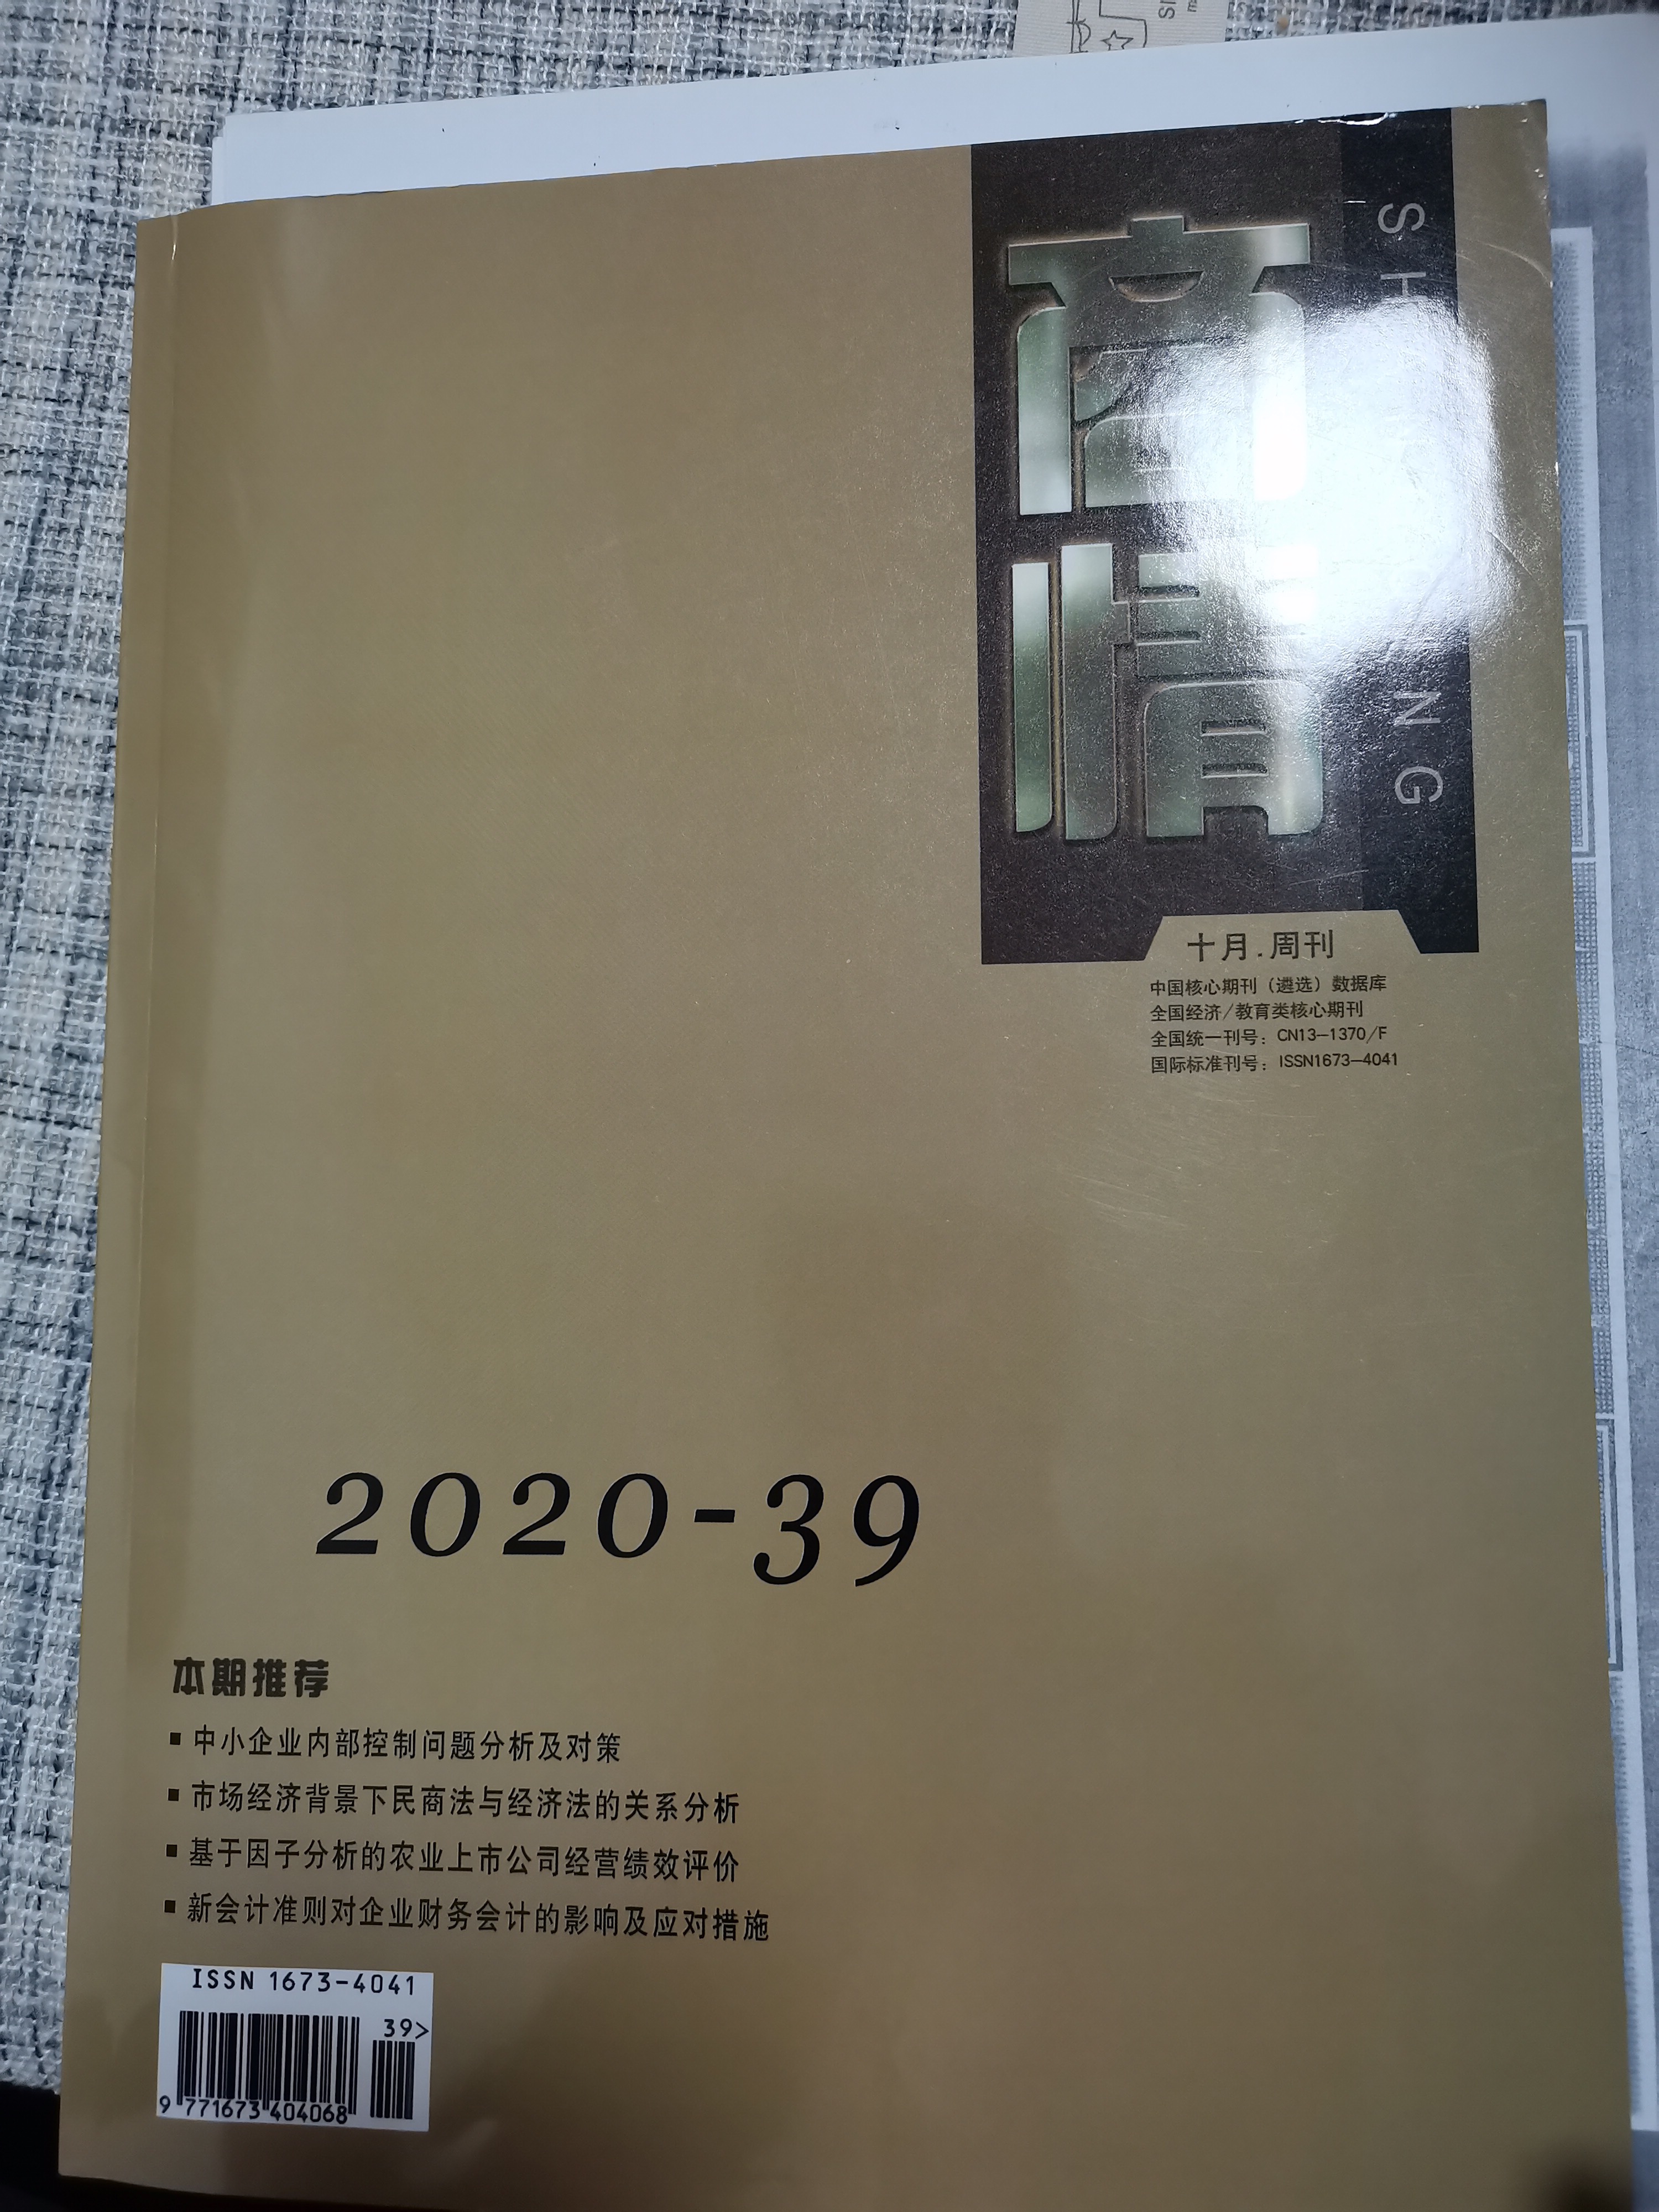 商情
十月.周刊
中国核心期刊（遴选）数据库
全国经济/教育类核心期刊
全国统一刊号：CN13-1370/F
国际标准刊号：ISSN1673-4041
2020-39
本期推荐
▪ 中小企业内部控制问题分析及对策
▪ 市场经济背景下民商法与经济法的关系分析
▪ 基于因子分析的农业上市公司经营绩效评价
▪ 新会计准则对企业财务会计的影响及应对措施
ISSN 1673-4041
39>
9 771673 404068